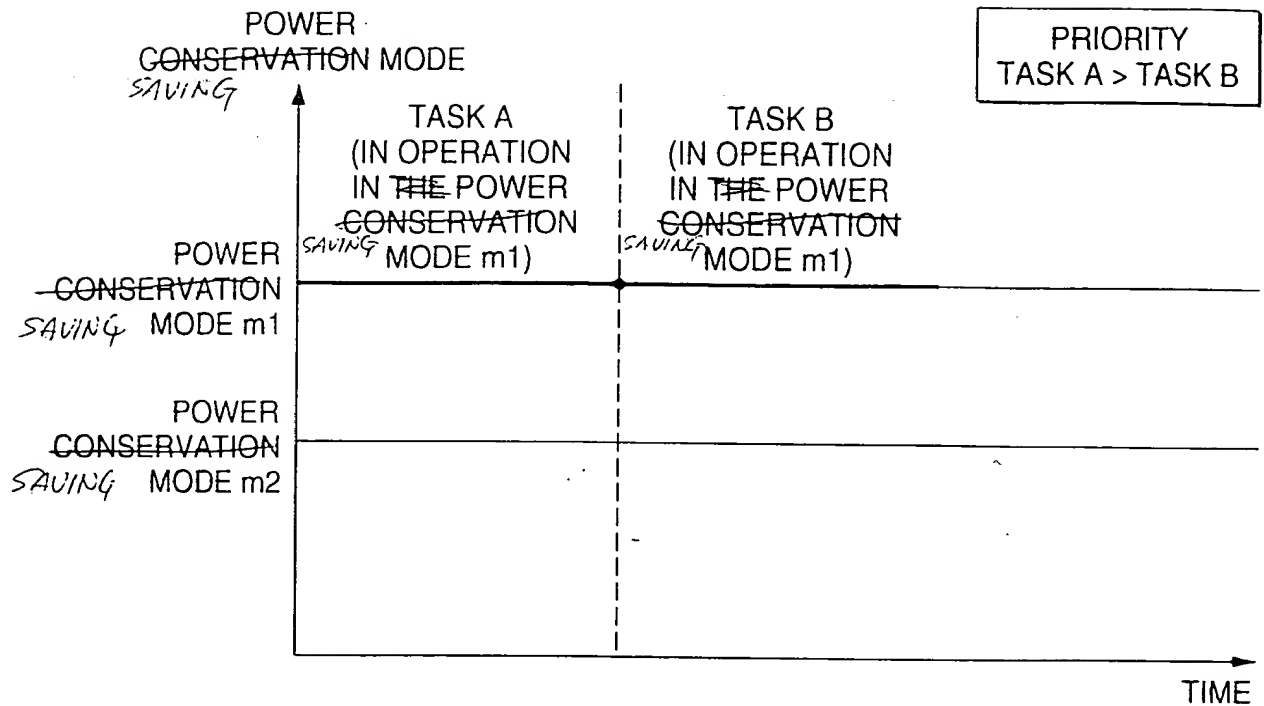 POWER
CONSERVATION MODE
SAVING
PRIORITY
TASK A > TASK B
TASK A
(IN OPERATION
IN THE POWER
CONSERVATION
SAVING
MODE m1)
TASK B
(IN OPERATION
IN THE POWER
CONSERVATION
SAVING
MODE m1)
POWER
CONSERVATION
SAVING MODE m1
POWER
CONSERVATION
SAVING MODE m2
TIME